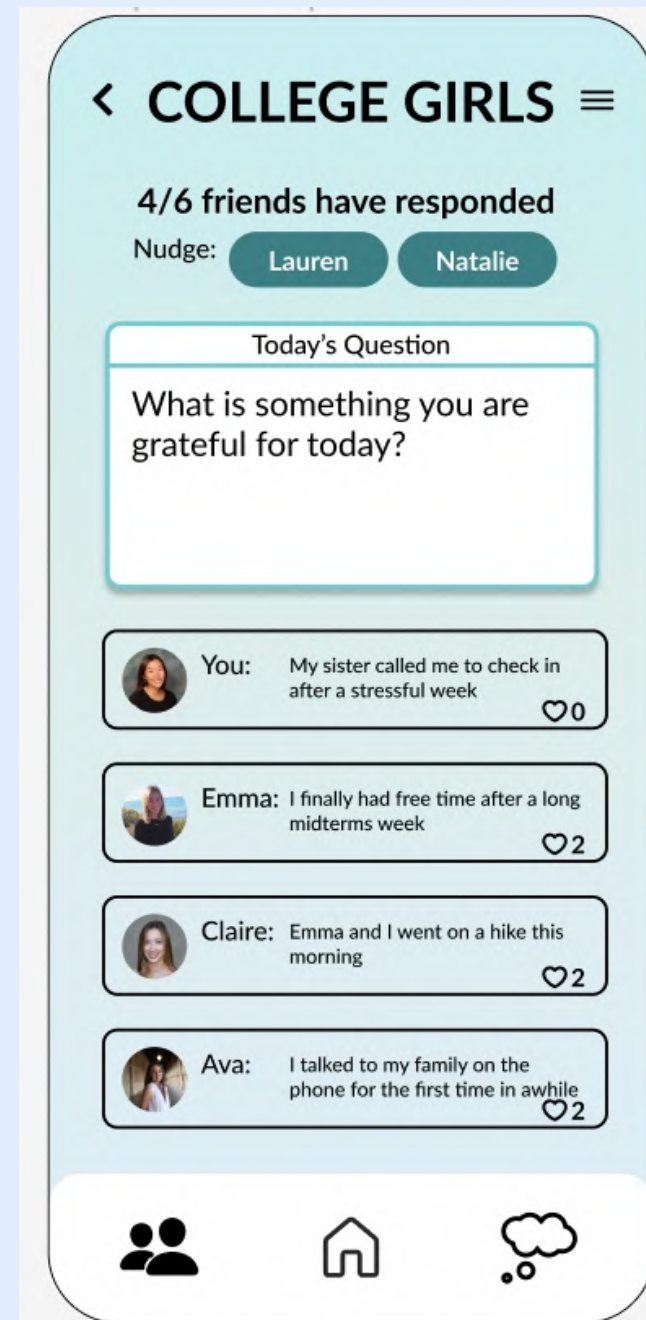 COLLEGE GIRLS
4/6 friends have responded
Nudge: Lauren Natalie
Today's Question
What is something you are
grateful for today?
You: My sister called me to check in
after a stressful week
0
Emma: I finally had free time after a long
midterms week
2
Claire: Emma and I went on a hike this
morning
2
Ava: I talked to my family on the
phone for the first time in awhile
2